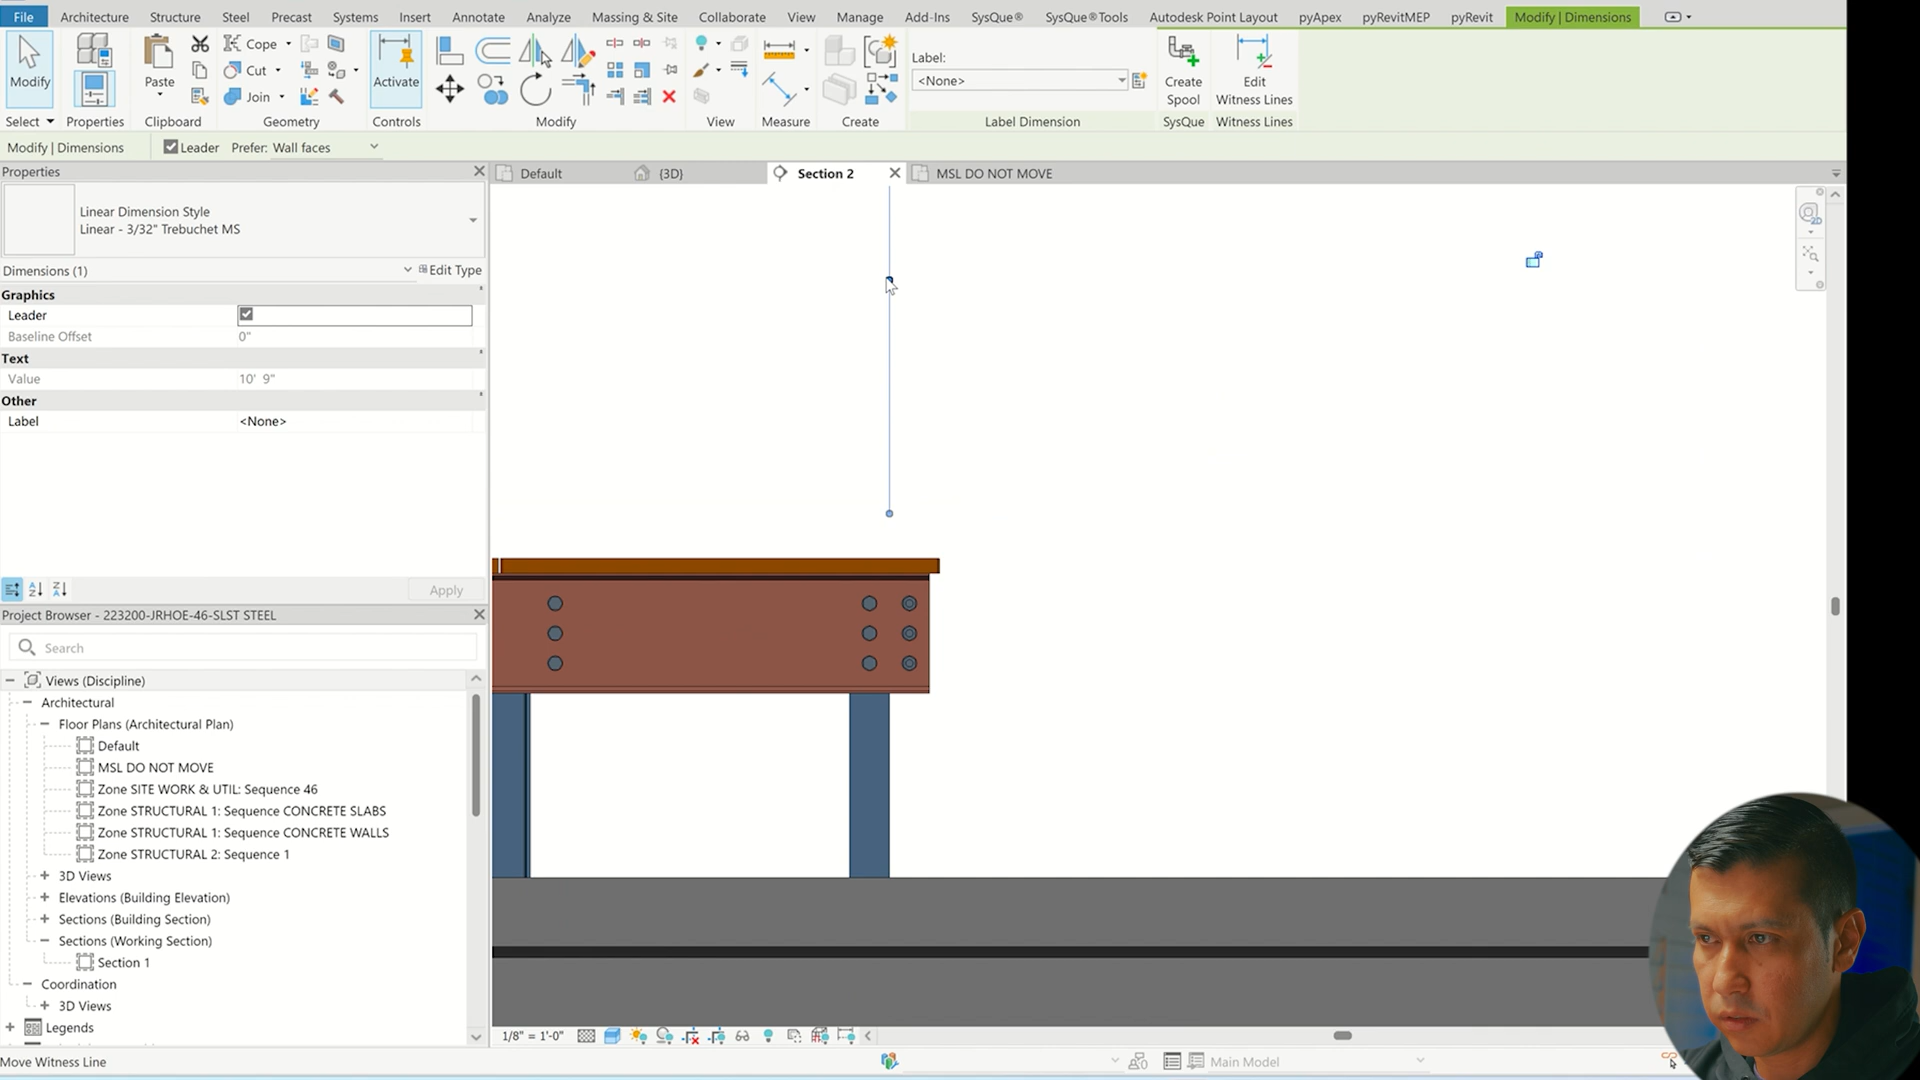 File Architecture Structure Steel Precast Systems Insert Annotate Analyze Massing & Site Collaborate View Manage Add-Ins SysQue® SysQue®Tools Autodesk Point Layout pyApex pyRevitMEP pyRevit Modify | Dimensions
Modify
Paste
Cope
Cut
Join
Activate
Label:
<None>
Create
Spool
Edit
Witness Lines
Select Properties Clipboard Geometry Controls Modify View Measure Create Label Dimension SysQue Witness Lines
Modify | Dimensions Leader Prefer: Wall faces
Properties
Default {3D} Section 2 MSL DO NOT MOVE
Linear Dimension Style
Linear - 3/32" Trebuchet MS
Dimensions (1) Edit Type
Graphics
Leader
Baseline Offset 0"
Text
Value 10' 9"
Other
Label <None>
Apply
Project Browser - 223200-JRHOE-46-SLST STEEL
Search
Views (Discipline)
Architectural
Floor Plans (Architectural Plan)
Default
MSL DO NOT MOVE
Zone SITE WORK & UTIL: Sequence 46
Zone STRUCTURAL 1: Sequence CONCRETE SLABS
Zone STRUCTURAL 1: Sequence CONCRETE WALLS
Zone STRUCTURAL 2: Sequence 1
3D Views
Elevations (Building Elevation)
Sections (Building Section)
Sections (Working Section)
Section 1
Coordination
3D Views
Legends
1/8" = 1'-0"
Move Witness Line
Main Model